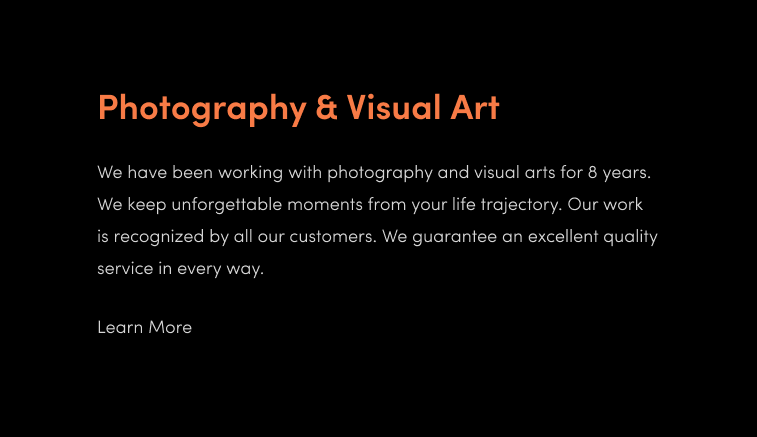 Photography & Visual Art
We have been working with photography and visual arts for 8 years.
We keep unforgettable moments from your life trajectory. Our work
is recognized by all our customers. We guarantee an excellent quality
service in every way.
Learn More